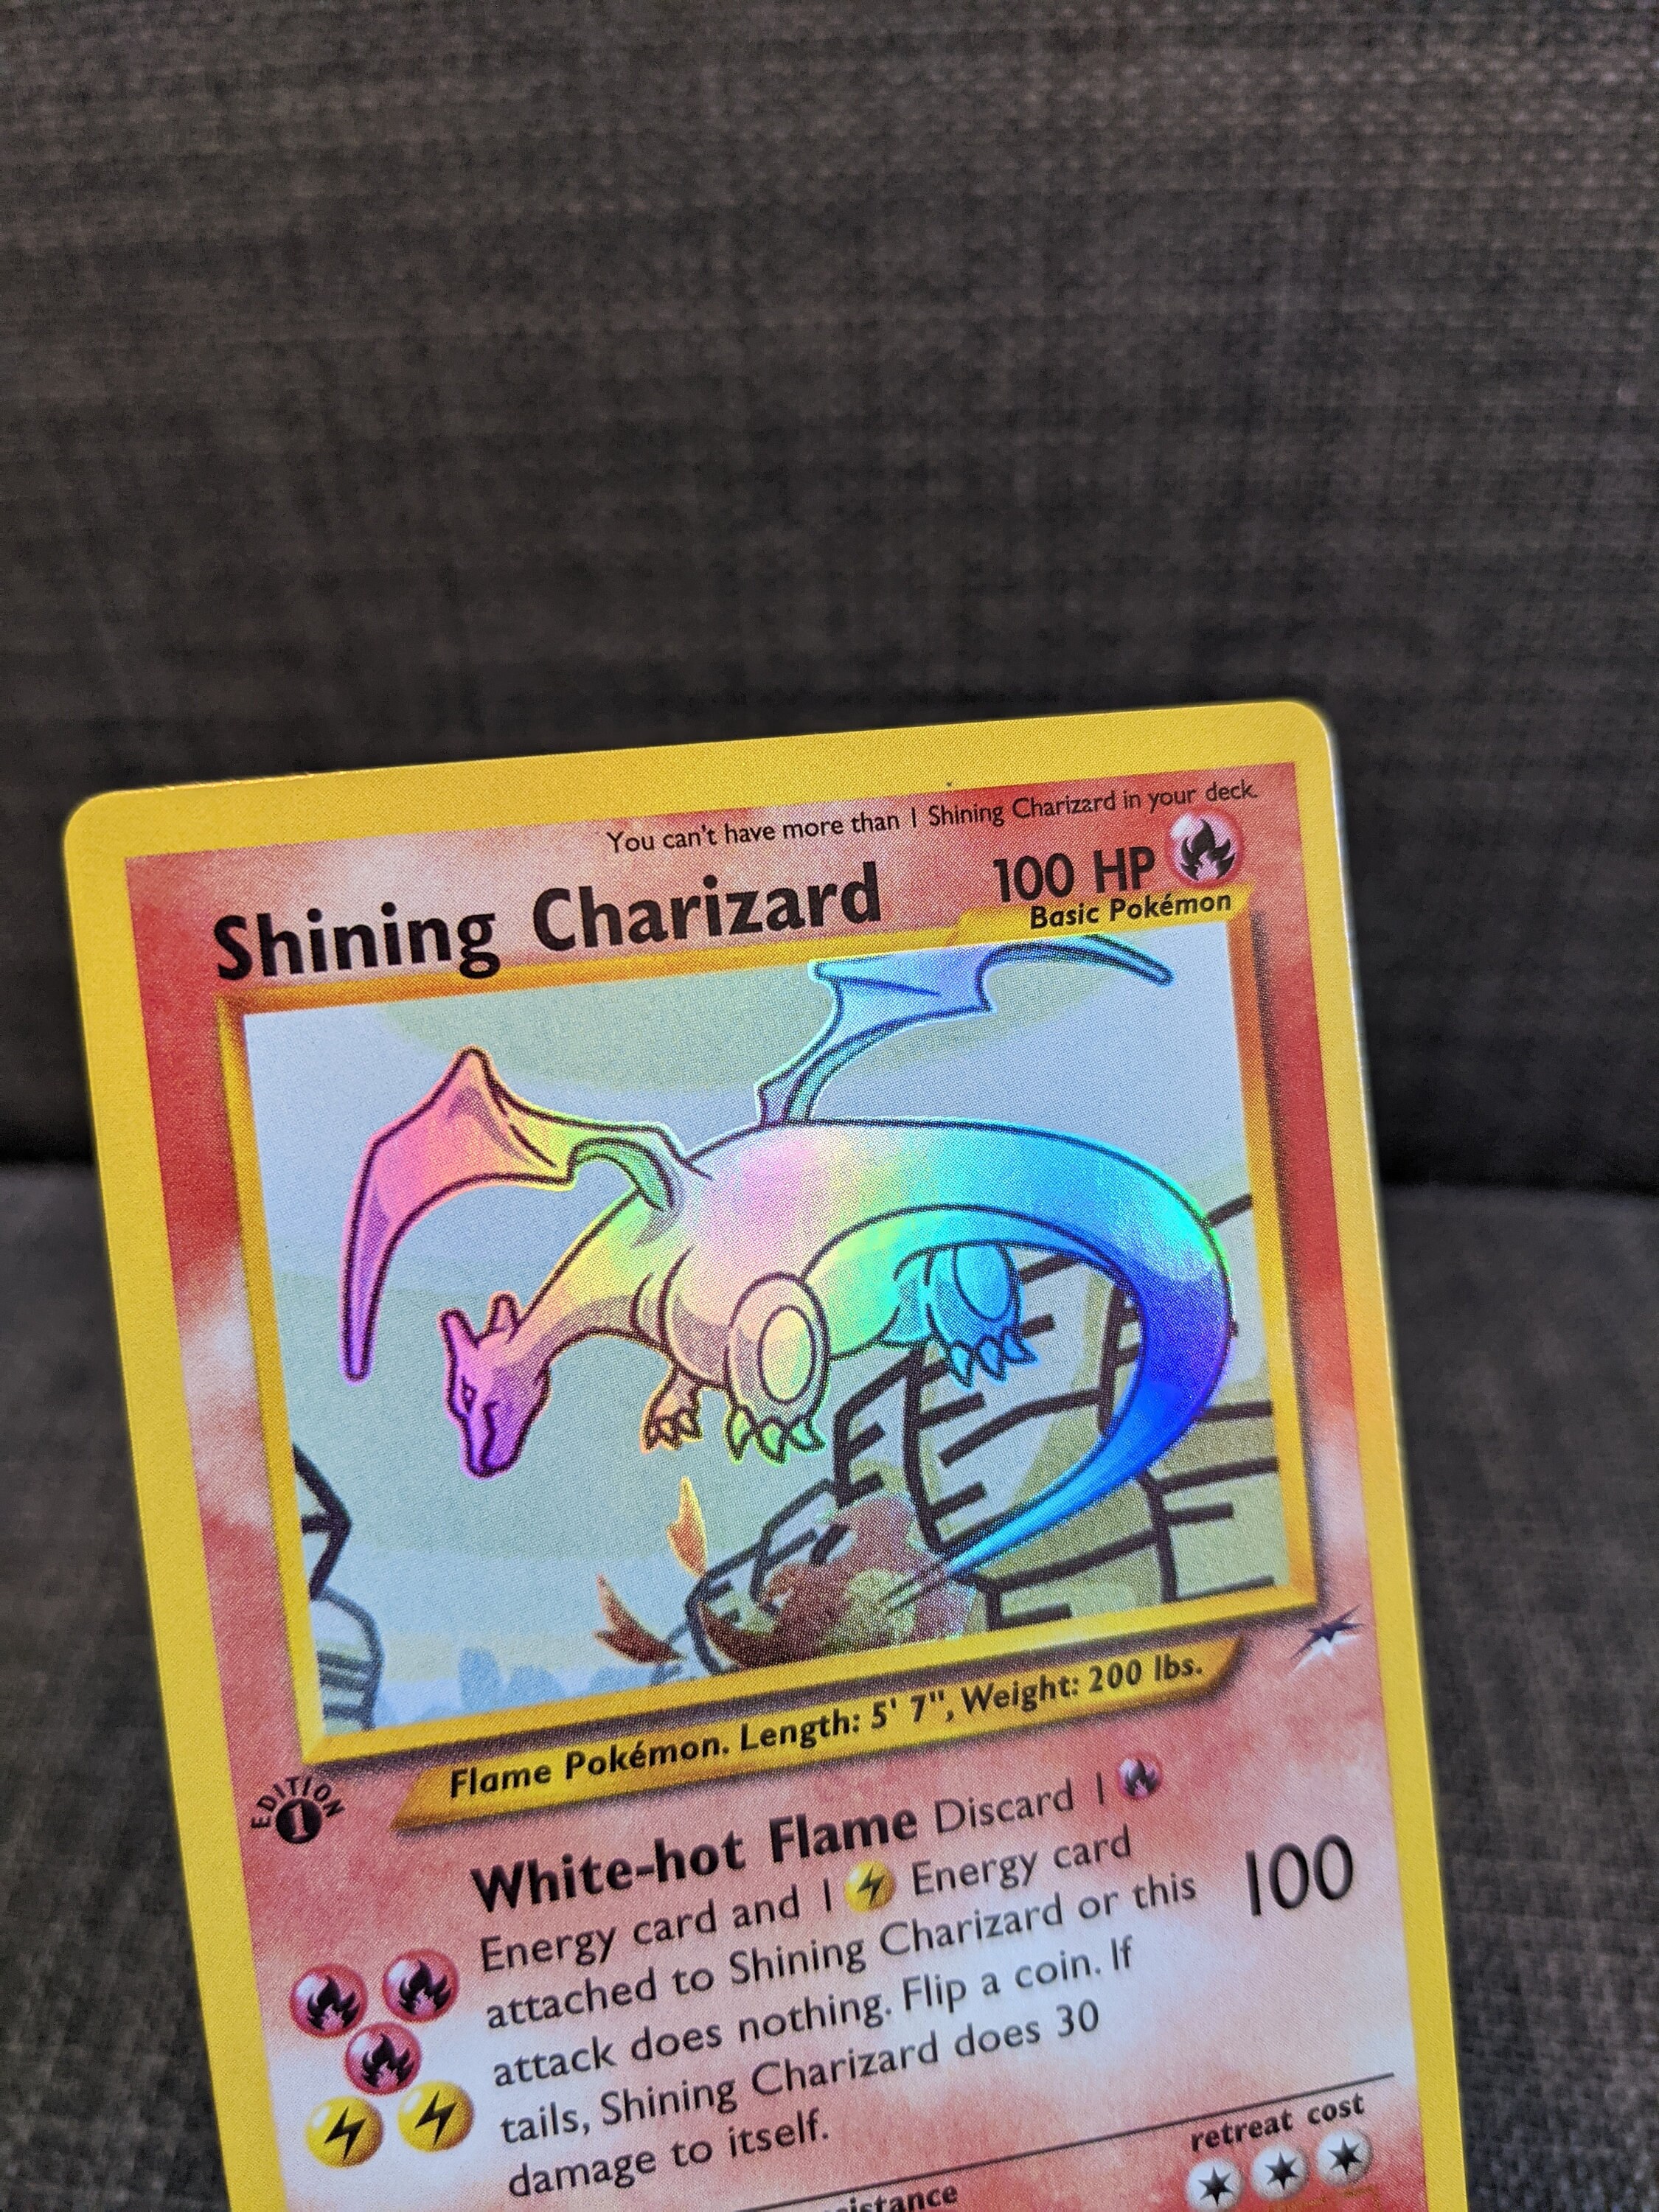 You can't have more than 1 Shining Charizard in your deck.
Shining Charizard 100 HP
Basic Pokémon
Flame Pokémon. Length: 5' 7", Weight: 200 lbs.
EDITION
1
White-hot Flame Discard 1
Energy card and 1 Energy card
attached to Shining Charizard or this
attack does nothing. Flip a coin. If
tails, Shining Charizard does 30
damage to itself.
100
retreat cost